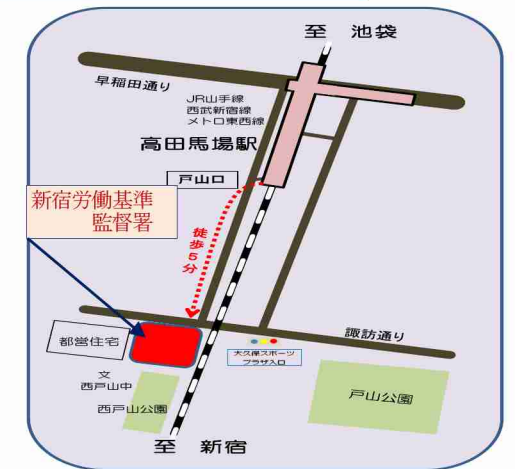 至 池袋
早稲田通り
JR山手線
西武新宿線
メトロ東西線
高田馬場駅
戸山口
新宿労働基準
監督署
徒歩5分
諏訪通り
都営住宅
大久保スポーツ
プラザ入口
文
西戸山中
西戸山公園
戸山公園
至 新宿